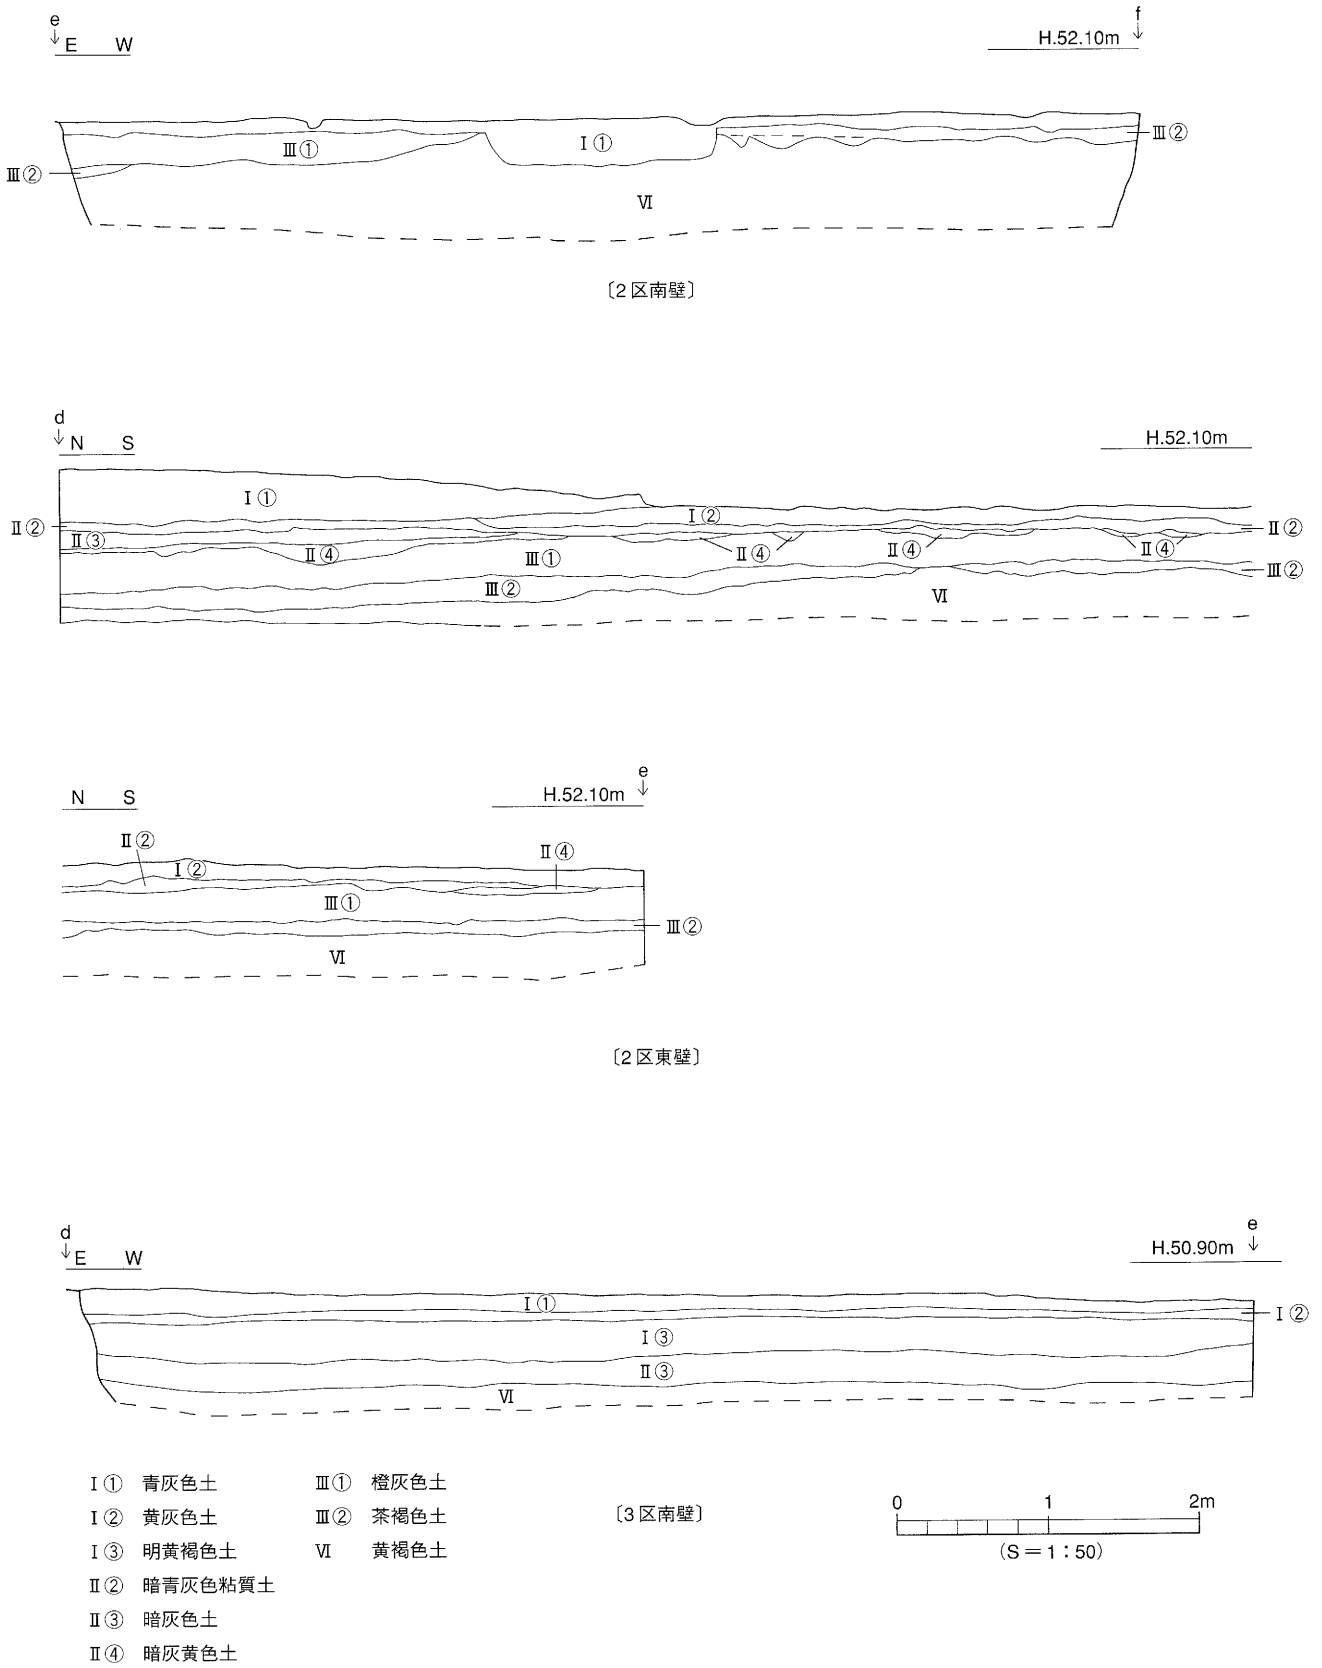 e
E W
H.52.10m
f
Ⅲ①
Ⅰ①
Ⅲ②
Ⅲ②
Ⅵ
〔2区南壁〕
d
N S
H.52.10m
Ⅰ①
Ⅰ②
Ⅱ②
Ⅱ②
Ⅱ③
Ⅱ④
Ⅲ①
Ⅱ④
Ⅱ④
Ⅱ④
Ⅲ②
Ⅲ②
Ⅵ
e
N S
H.52.10m
Ⅱ②
Ⅰ②
Ⅱ④
Ⅲ①
Ⅲ②
Ⅵ
〔2区東壁〕
d
E W
H.50.90m
e
Ⅰ①
Ⅰ②
Ⅰ③
Ⅱ③
Ⅵ
Ⅰ① 青灰色土
Ⅰ② 黄灰色土
Ⅰ③ 明黄褐色土
Ⅱ② 暗青灰色粘質土
Ⅱ③ 暗灰色土
Ⅱ④ 暗灰黄色土
Ⅲ① 橙灰色土
Ⅲ② 茶褐色土
Ⅵ 黄褐色土
〔3区南壁〕
0 1 2m
(S=1:50)